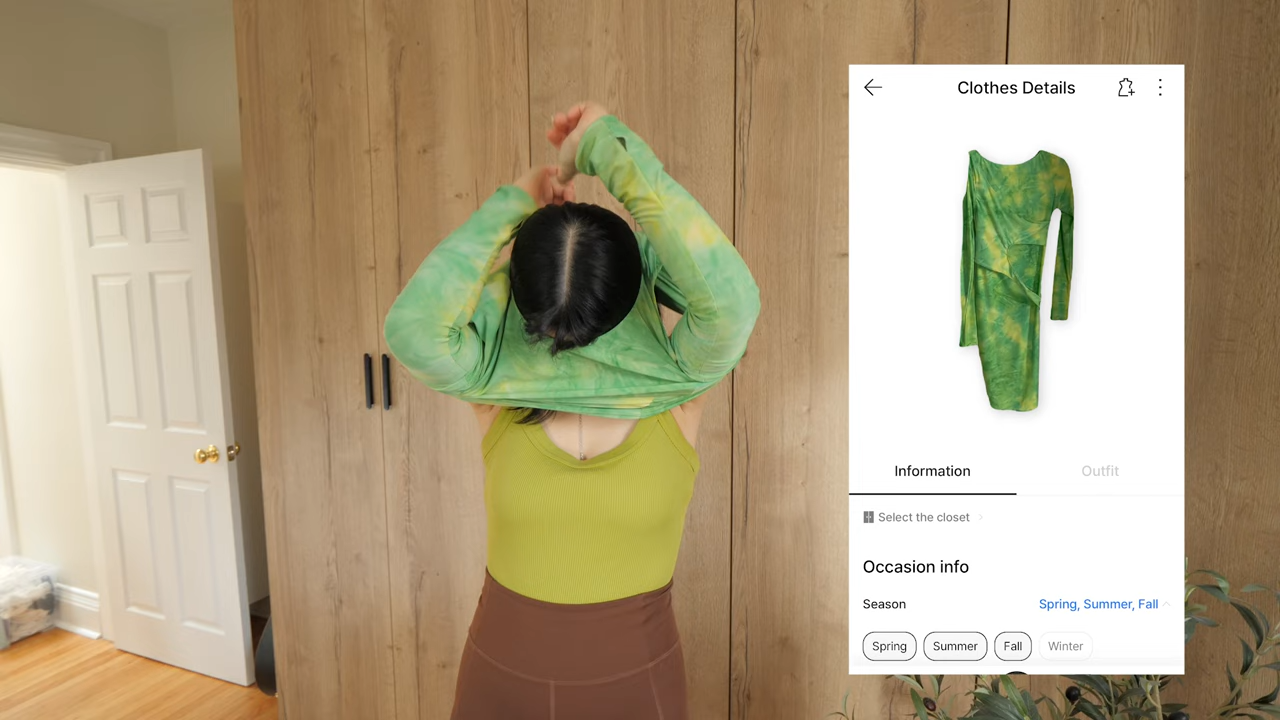 Clothes Details
Information
Outfit
Select the closet
Occasion info
Season
Spring, Summer, Fall
Spring
Summer
Fall
Winter